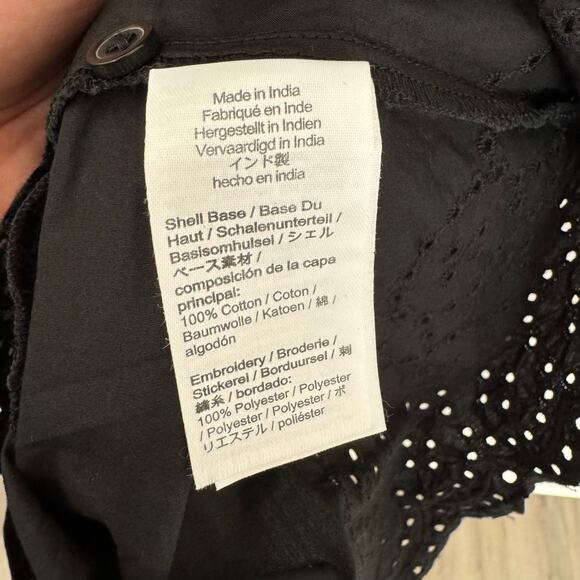 Made in India
Fabriqué en inde
Hergestellt in Indien
Vervaardigd in India
インド製
hecho en india
Shell Base / Base Du
Haut / Schalenunterteil /
Basisomhulsel / シェル
ベース素材 /
composición de la capa
principal:
100% Cotton / Coton /
Baumwolle / Katoen / 綿 /
algodón
Embroidery / Broderie /
Stickerei / Borduursel / 刺
繍糸 / bordado:
100% Polyester / Polyester
/ Polyester / Polyester / ポ
リエステル / poliéster